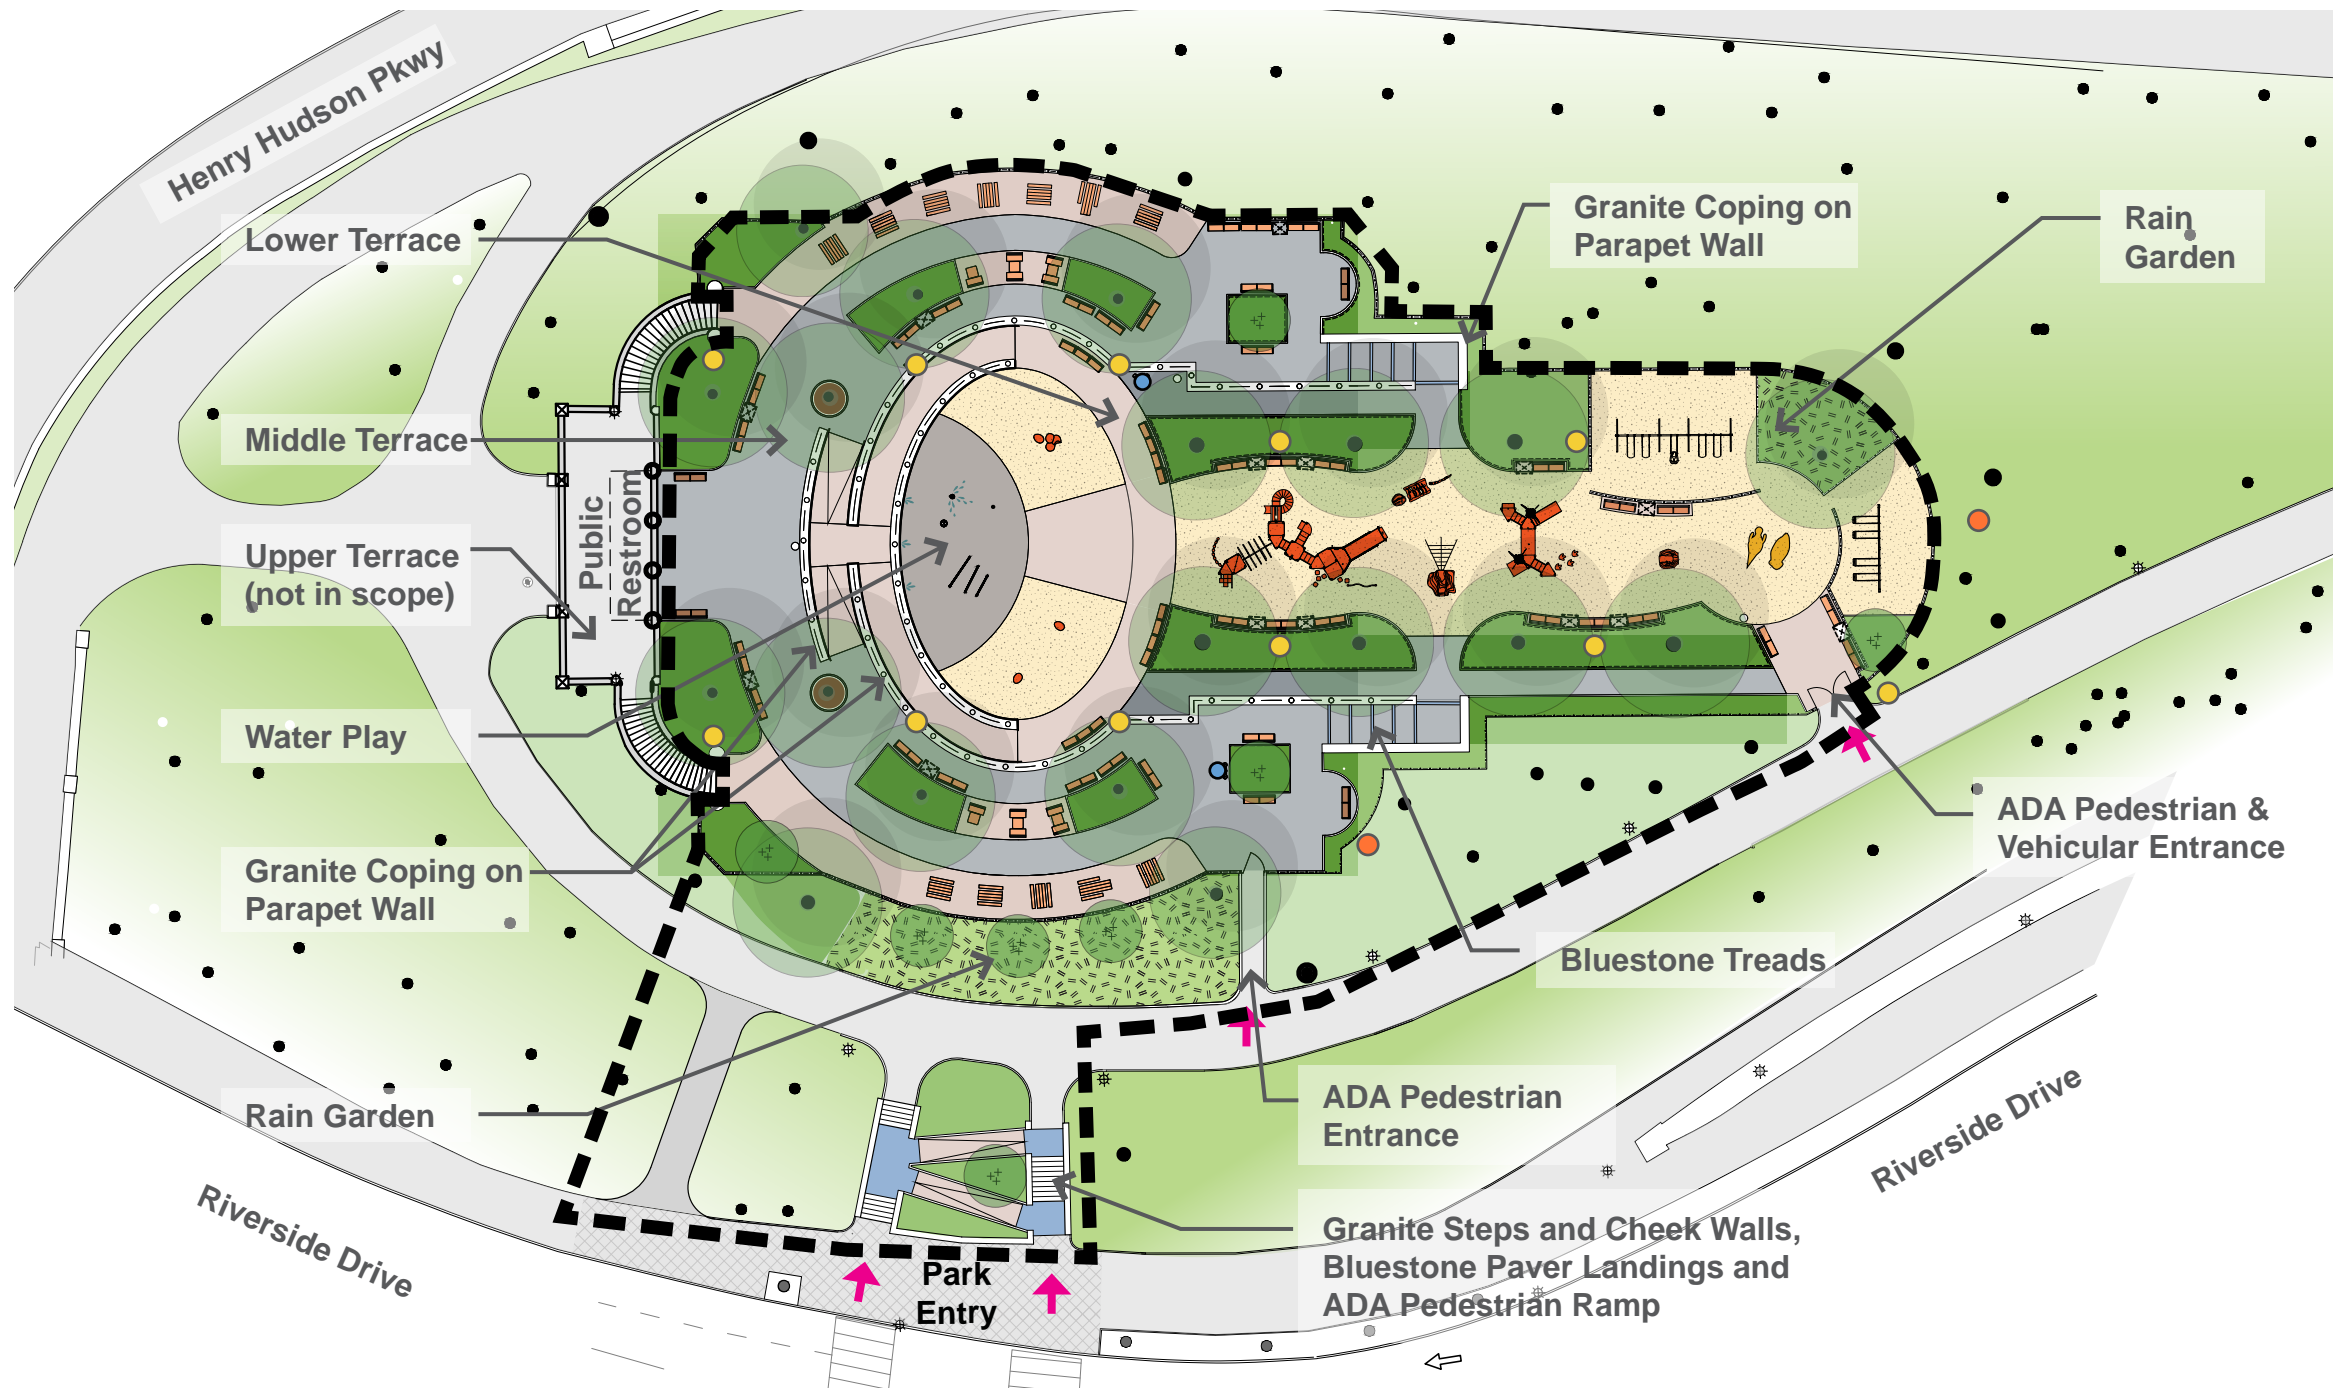 Henry Hudson Pkwy
Lower Terrace
Granite Coping on
Parapet Wall
Rain
Garden
Middle Terrace
Public
Restroom
Upper Terrace
(not in scope)
Water Play
Granite Coping on
Parapet Wall
ADA Pedestrian &
Vehicular Entrance
Bluestone Treads
Rain Garden
ADA Pedestrian
Entrance
Riverside Drive
Riverside Drive
Granite Steps and Cheek Walls,
Bluestone Paver Landings and
ADA Pedestrian Ramp
Park
Entry